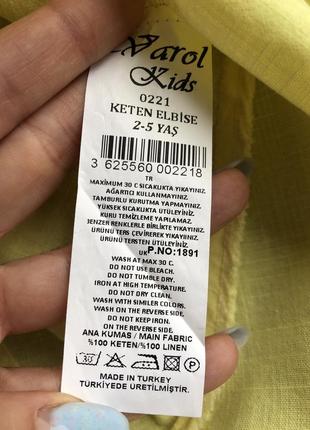 Varol
Kids
0221
KETEN ELBİSE
2-5 YAŞ
3 625560 002218
TR
MAXIMUM 30 C SICAKLIKTA YIKAYINIZ.
AĞARTICI KULLANMAYINIZ.
TAMBURLU KURUTMA YAPMAYINIZ.
YÜKSEK SICAKLIKTA ÜTÜLEYİNİZ.
KURU TEMİZLEME YAPILAMAZ.
BENZER RENKLERLE BİRLİKTE YIKAYINIZ.
ÜRÜNÜ TERS ÇEVİREREK YIKAYINIZ.
ÜRÜNÜ TERSTEN ÜTÜLEYİNİZ.
UK P.NO:1891
WASH AT MAX 30 C.
DO NOT USE BLEACH.
DO NOT TUMBLE DRY.
IRON AT HIGH TEMPERATURE.
DO NOT DRY CLEAN.
WASH WITH SIMILER COLORS.
WASH ON THE REVERSE SIDE.
DO NOT KEEP IRON.
ON THE REVERSE SIDE.
ANA KUMAS / MAIN FABRIC
%100 KETEN/%100 LINEN
30
MADE IN TURKEY
TÜRKİYEDE ÜRETİLMİŞTİR.